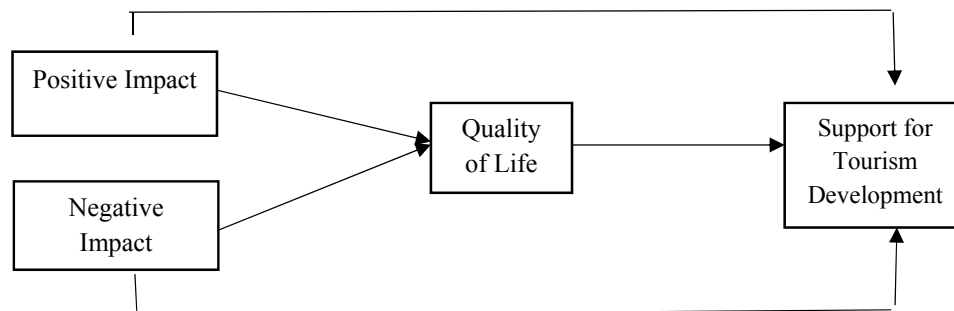 Positive Impact
Negative
Impact
Quality
of Life
Support for
Tourism
Development